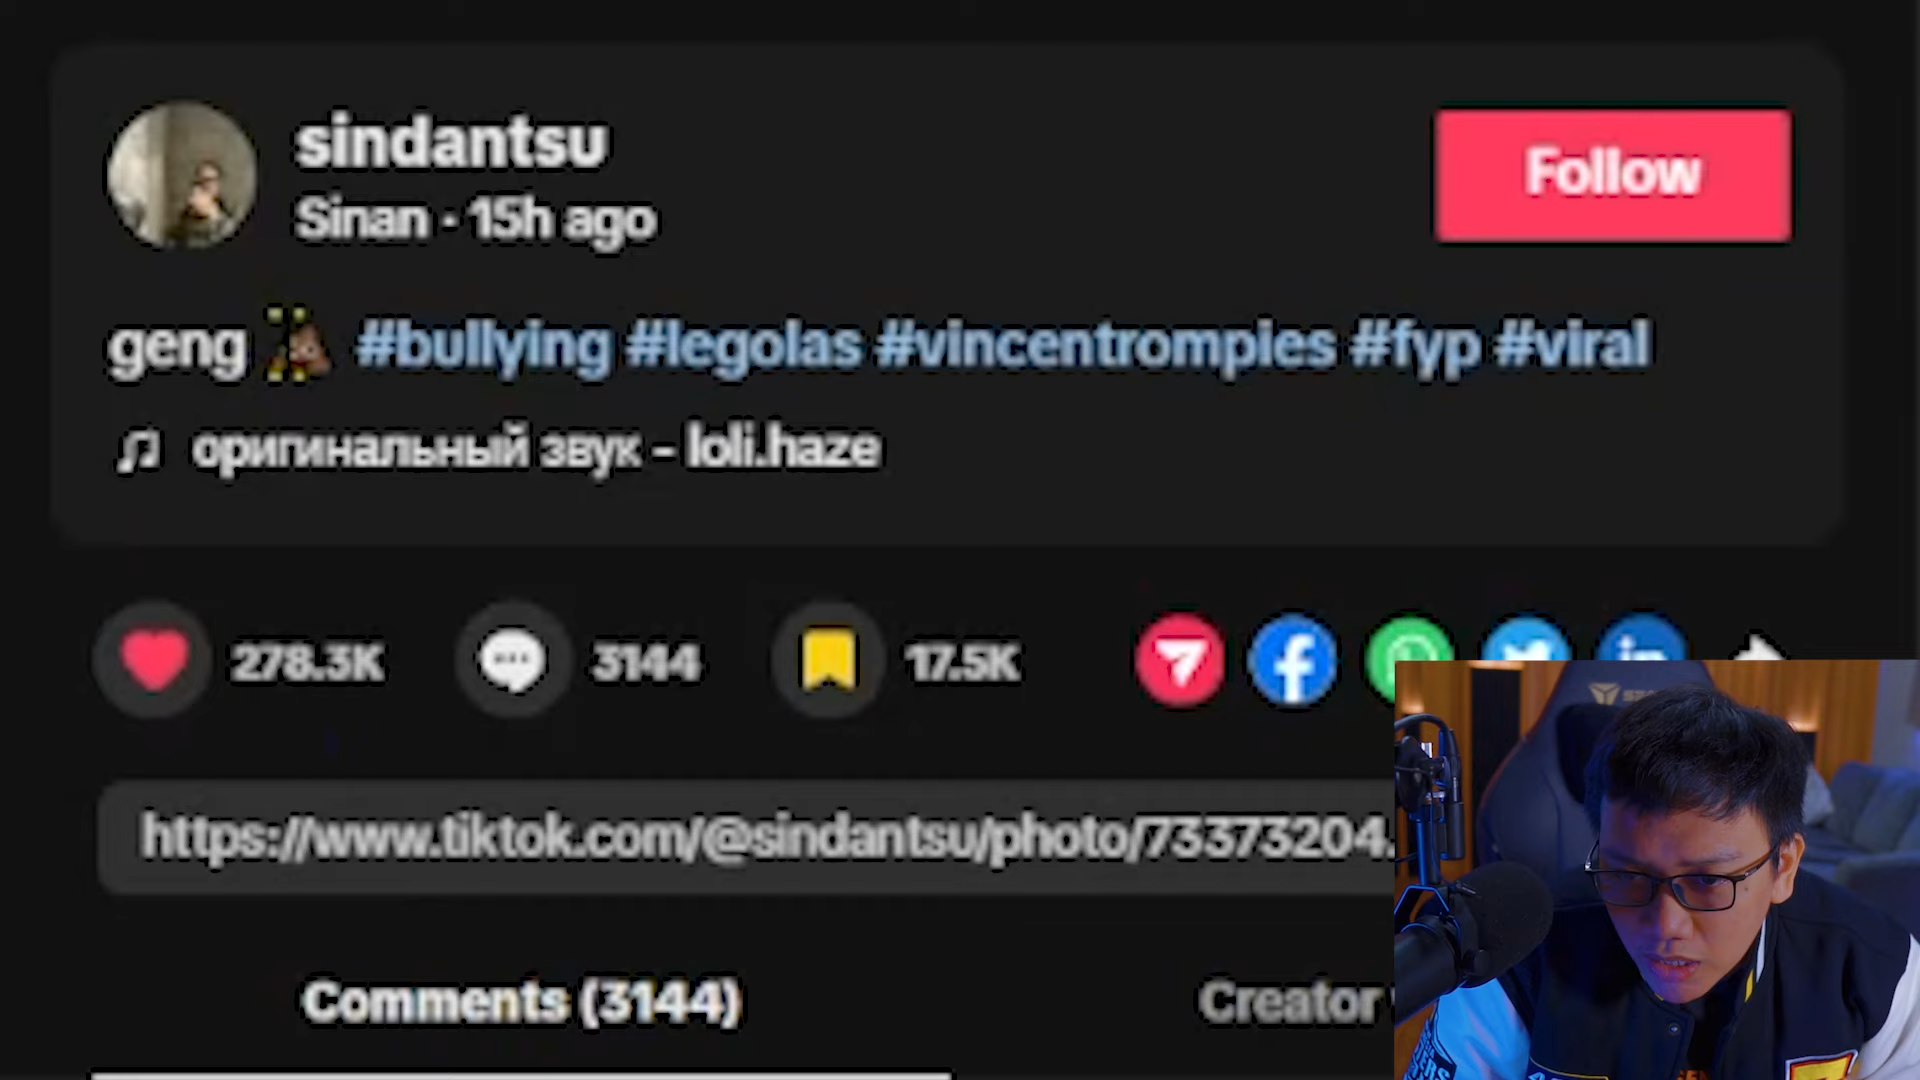 sindantsu
Sinan · 15h ago
Follow
geng 💩 #bullying #legolas #vincentrompies #fyp #viral
оригинальный звук - loli.haze
278.3K
3144
17.5K
https://www.tiktok.com/@sindantsu/photo/73373204.
Comments (3144)
Creator